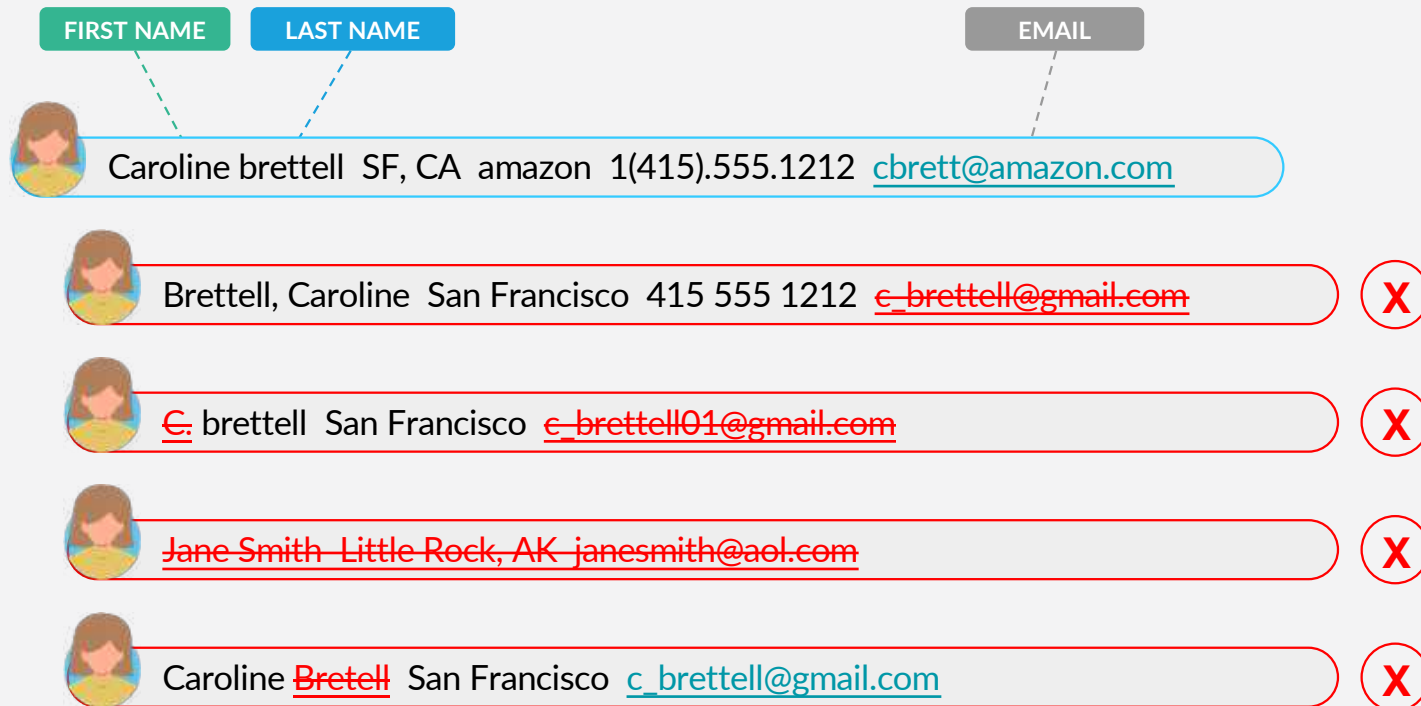 FIRST NAME LAST NAME EMAIL
Caroline brettell SF, CA amazon 1(415).555.1212 cbrett@amazon.com
Brettell, Caroline San Francisco 415 555 1212 c_brettell@gmail.com X
C. brettell San Francisco c_brettell01@gmail.com X
Jane Smith Little Rock, AK janesmith@aol.com X
Caroline Bretell San Francisco c_brettell@gmail.com X